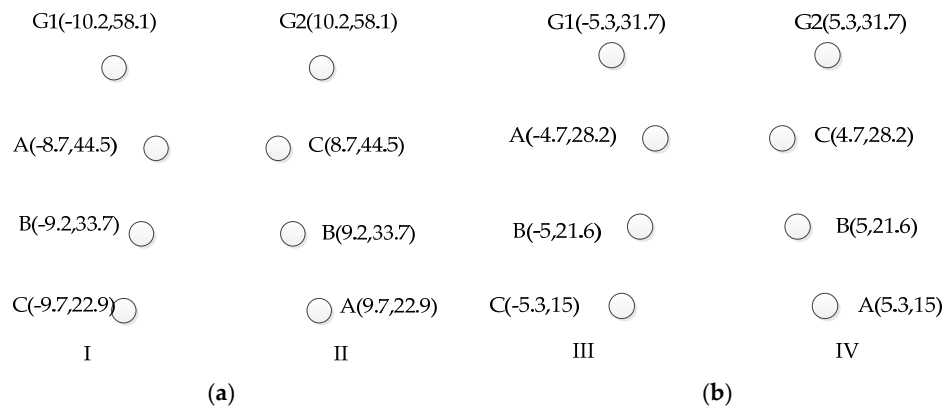 G1(-10.2,58.1)
G2(10.2,58.1)
A(-8.7,44.5)
C(8.7,44.5)
B(-9.2,33.7)
B(9.2,33.7)
C(-9.7,22.9)
A(9.7,22.9)
I
II
(a)
G1(-5.3,31.7)
G2(5.3,31.7)
A(-4.7,28.2)
C(4.7,28.2)
B(-5,21.6)
B(5,21.6)
C(-5.3,15)
A(5.3,15)
III
IV
(b)